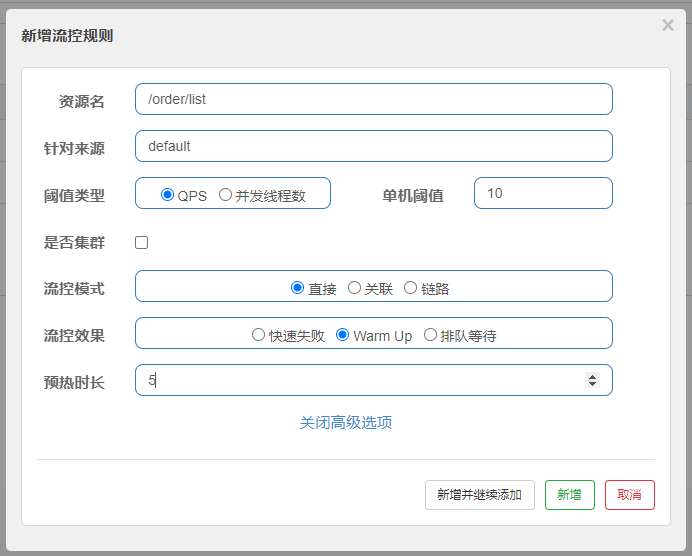 新增流控规则
×
资源名 /order/list
针对来源 default
阈值类型 QPS 并发线程数 单机阈值 10
是否集群
流控模式 直接 关联 链路
流控效果 快速失败 Warm Up 排队等待
预热时长 5
关闭高级选项
新增并继续添加 新增 取消